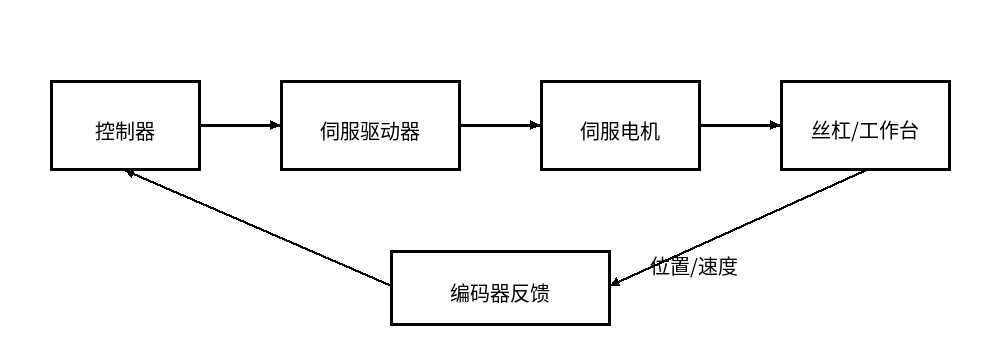 控制器
伺服驱动器
伺服电机
丝杠/工作台
位置/速度
编码器反馈